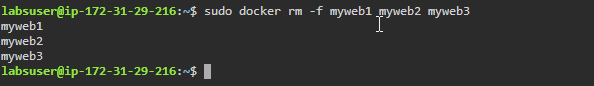 labsuser@ip-172-31-29-216:~$ sudo docker rm -f myweb1 myweb2 myweb3
myweb1
myweb2
myweb3
labsuser@ip-172-31-29-216:~$